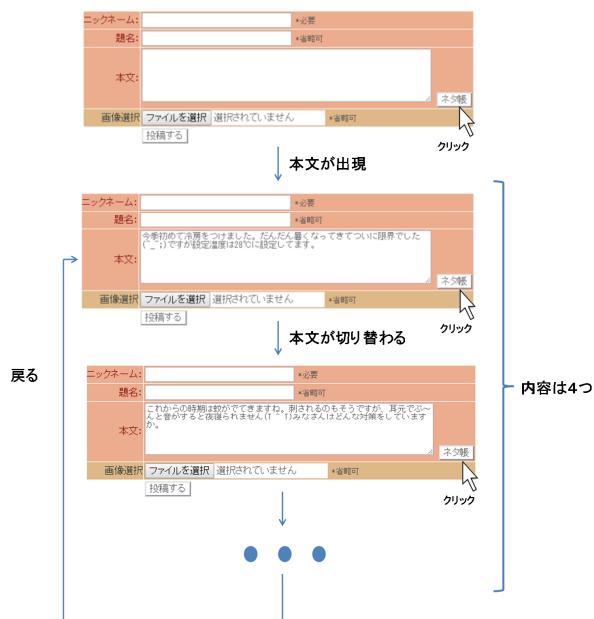 ニックネーム:
*必要
題名:
*省略可
本文:
ネタ帳
画像選択
ファイルを選択 選択されていません
*省略可
投稿する
クリック
本文が出現
ニックネーム:
*必要
題名:
*省略可
本文:
今季初めて冷房をつけました。だんだん暑くなってきてついに限界でした
(^_^;)ですが設定温度は28℃に設定してます。
ネタ帳
画像選択
ファイルを選択 選択されていません
*省略可
投稿する
クリック
本文が切り替わる
戻る
内容は4つ
ニックネーム:
*必要
題名:
*省略可
本文:
これからの時期は蚊がでてきますね。刺されるのもそうですが、耳元でぷ～
んと音がすると夜寝られません(T ^ T)みなさんはどんな対策をしています
か。
ネタ帳
画像選択
ファイルを選択 選択されていません
*省略可
投稿する
クリック